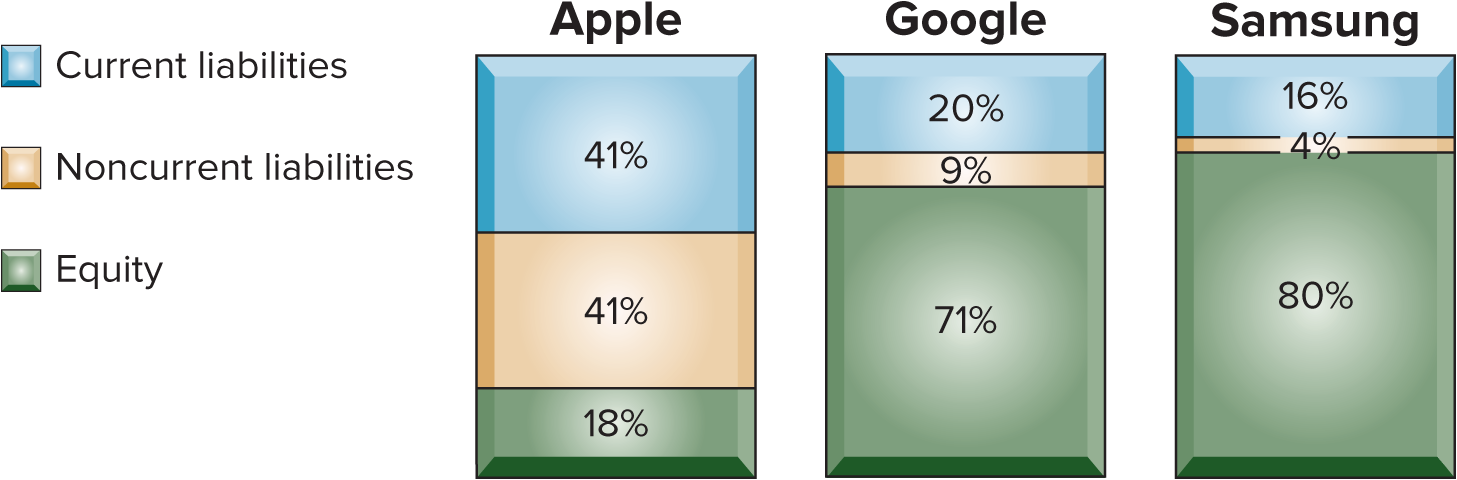 Apple
Google
Samsung
Current liabilities
Noncurrent liabilities
Equity
41%
41%
18%
20%
9%
71%
16%
4%
80%